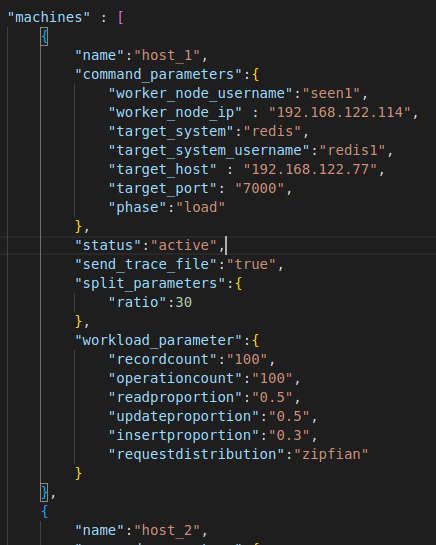 "machines" : [
{
"name":"host_1",
"command_parameters":{
"worker_node_username":"seen1",
"worker_node_ip" : "192.168.122.114",
"target_system":"redis",
"target_system_username":"redis1",
"target_host" : "192.168.122.77",
"target_port": "7000",
"phase":"load"
},
"status":"active",
"send_trace_file":"true",
"split_parameters":{
"ratio":30
},
"workload_parameter":{
"recordcount":"100",
"operationcount":"100",
"readproportion":"0.5",
"updateproportion":"0.5",
"insertproportion":"0.3",
"requestdistribution":"zipfian"
}
},
{
"name":"host_2",